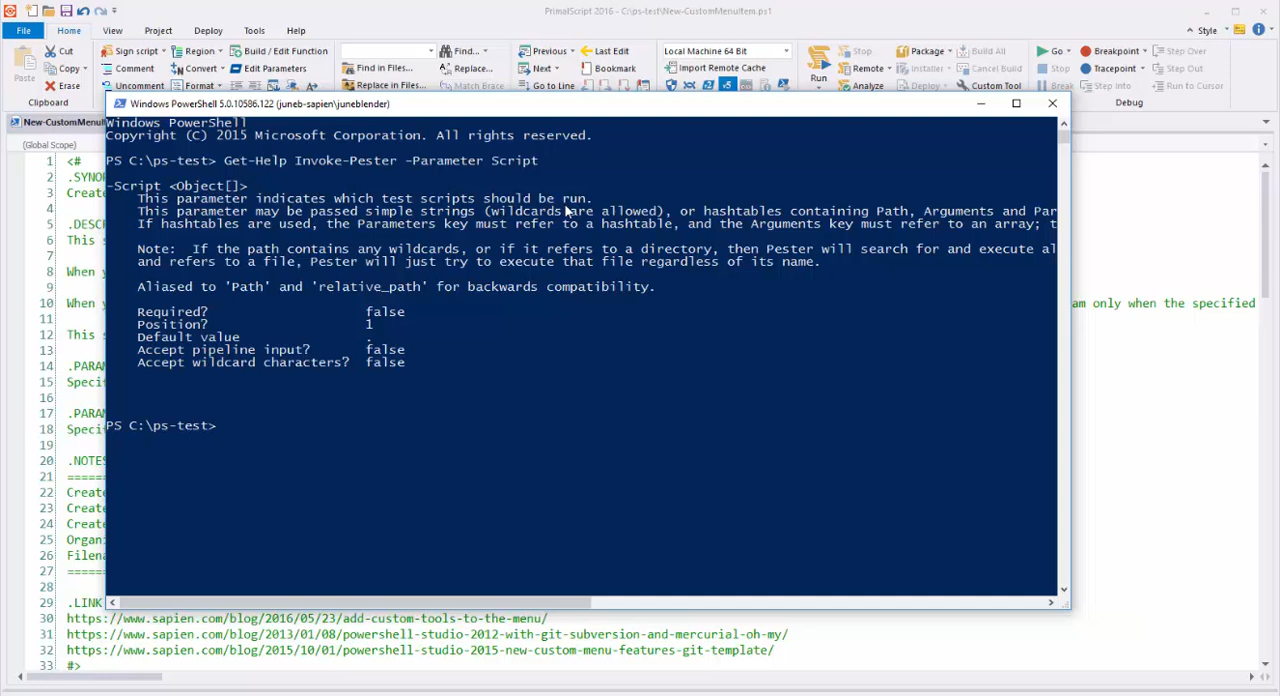 PrimalScript 2016 - C:\ps-test\New-CustomMenuItem.ps1
File Home View Project Deploy Tools Help Style
Paste Cut Copy Erase Clipboard
Sign script Region Build / Edit Function
Comment Convert Edit Parameters
Uncomment Format
Find... Previous Last Edit Local Machine 64 Bit
Find in Files... Replace... Next Bookmark Import Remote Cache
Replace in Files... Match Brace Go to Line
Run Stop Remote Analyze Package Installer Compare Build All Cancel Build Custom Tool
Go Breakpoint Step Over
Stop Tracepoint Step Out
Break Step Into Run to Cursor
Debug
New-CustomMenuI
(Global Scope)
Windows PowerShell 5.0.10586.122 (juneb-sapien\juneblender)
Windows PowerShell
Copyright (C) 2015 Microsoft Corporation. All rights reserved.
PS C:\ps-test> Get-Help Invoke-Pester -Parameter Script
-Script <Object[]>
This parameter indicates which test scripts should be run.
This parameter may be passed simple strings (wildcards are allowed), or hashtables containing Path, Arguments and Par
If hashtables are used, the Parameters key must refer to a hashtable, and the Arguments key must refer to an array; t
Note:  If the path contains any wildcards, or if it refers to a directory, then Pester will search for and execute al
and refers to a file, Pester will just try to execute that file regardless of its name.
Aliased to 'Path' and 'relative_path' for backwards compatibility.
Required? false
Position? 1
Default value .
Accept pipeline input? false
Accept wildcard characters? false
PS C:\ps-test>
1 <#
2 .SYNOP
3 Create
4
5 .DESC
6 This s
7
8 When y
9
10 When yo am only when the specified
11
12 This s
13
14 .PARA
15 Specif
16
17 .PARA
18 Specif
19
20 .NOTES
21 =====
22 Create
23 Create
24 Create
25 Organi
26 Filena
27 =====
28
29 .LINK
30 https://www.sapien.com/blog/2016/05/23/add-custom-tools-to-the-menu/
31 https://www.sapien.com/blog/2013/01/08/powershell-studio-2012-with-git-subversion-and-mercurial-oh-my/
32 https://www.sapien.com/blog/2015/10/01/powershell-studio-2015-new-custom-menu-features-git-template/
33 #>